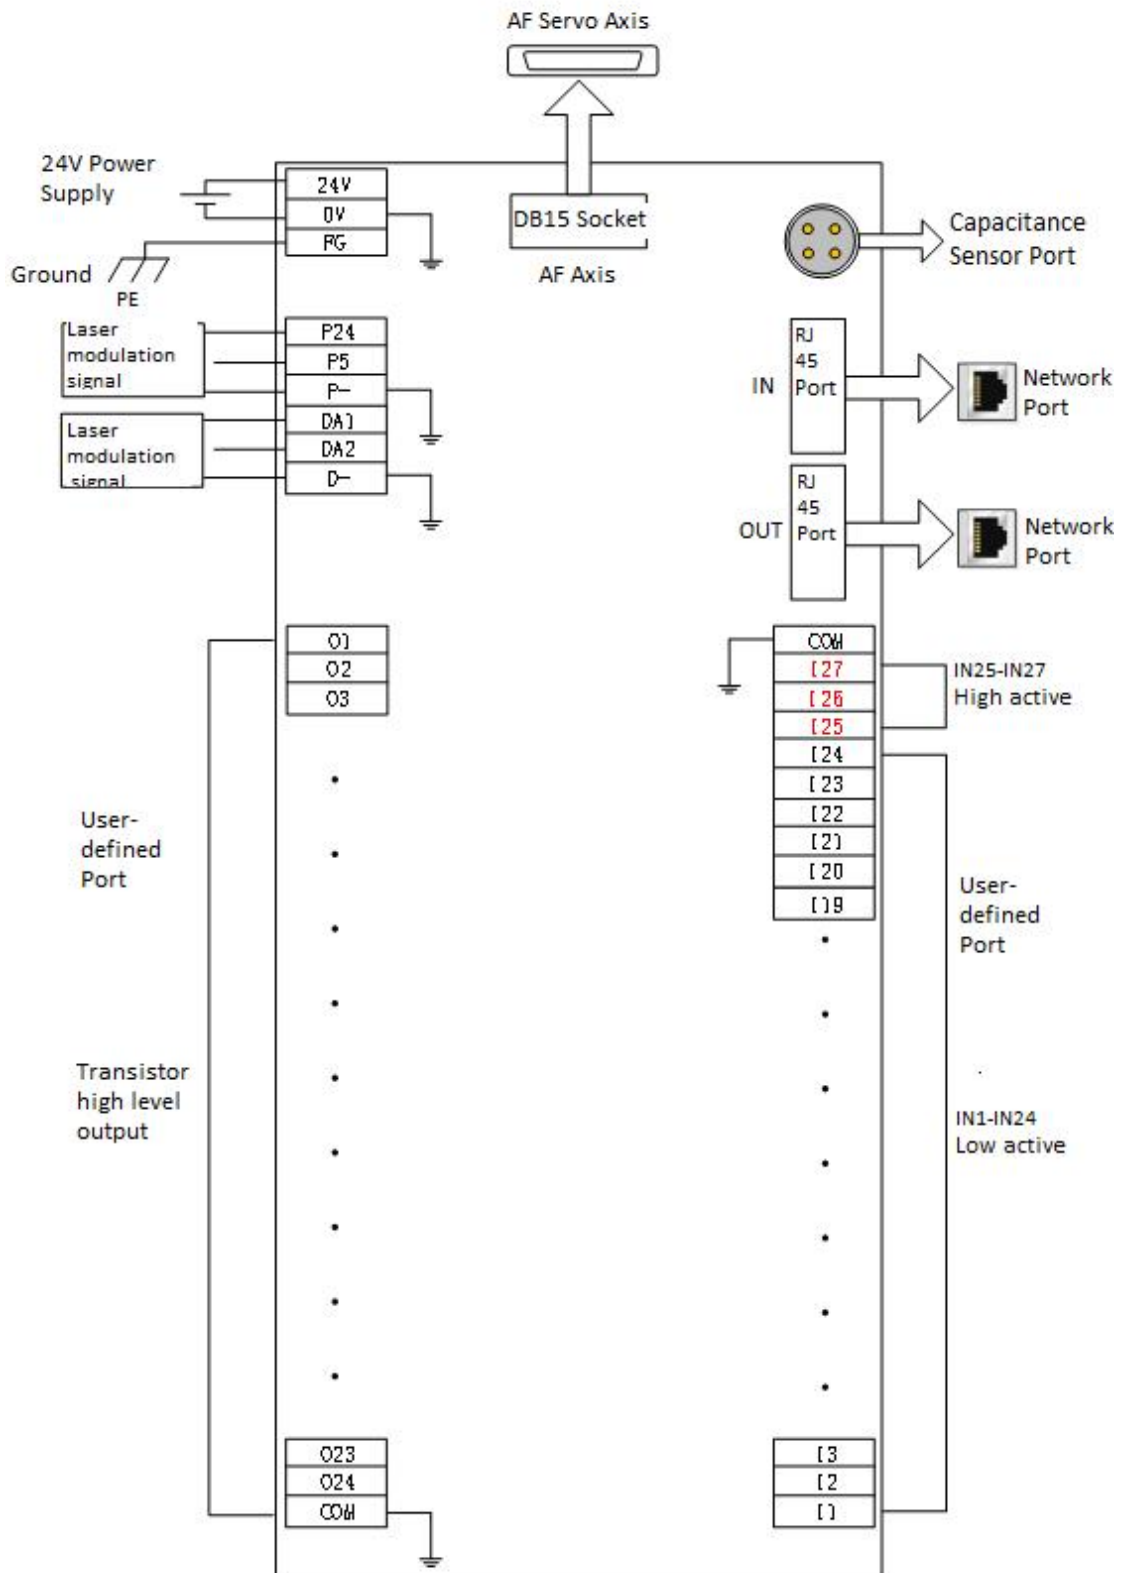 AF Servo Axis
24V Power
Supply
24V
0V
PG
Ground
PE
DB15 Socket
AF Axis
Capacitance
Sensor Port
Laser
modulation
signal
P24
P5
P-
Laser
modulation
signal
DA1
DA2
D-
IN
RJ
45
Port
Network
Port
OUT
RJ
45
Port
Network
Port
O1
O2
O3
User-
defined
Port
Transistor
high level
output
O23
O24
COM
COM
I27
I26
I25
I24
I23
I22
I21
I20
I19
IN25-IN27
High active
User-
defined
Port
IN1-IN24
Low active
I3
I2
I1